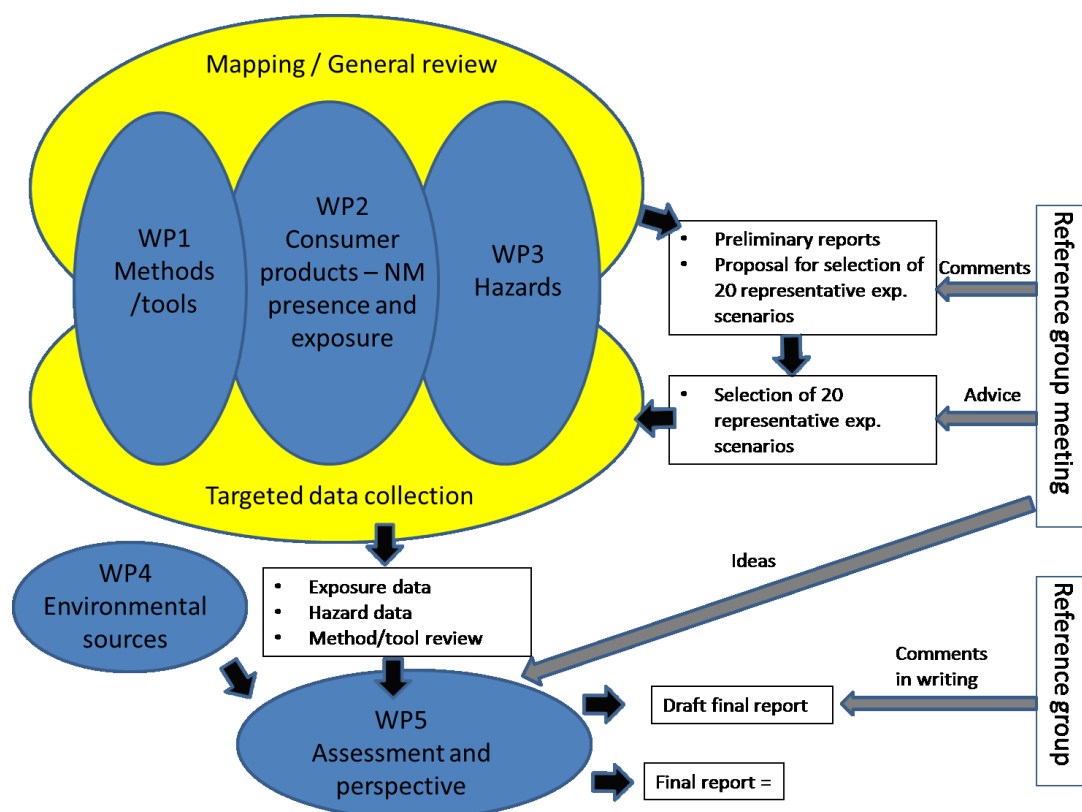 Mapping / General review
WP1
Methods
/tools
WP2
Consumer
products – NM
presence and
exposure
WP3
Hazards
• Preliminary reports
• Proposal for selection of
20 representative exp.
scenarios
Comments
Reference group meeting
• Selection of 20
representative exp.
scenarios
Advice
Targeted data collection
Ideas
WP4
Environmental
sources
• Exposure data
• Hazard data
• Method/tool review
Comments
in writing
Reference group
WP5
Assessment and
perspective
Draft final report
Final report =